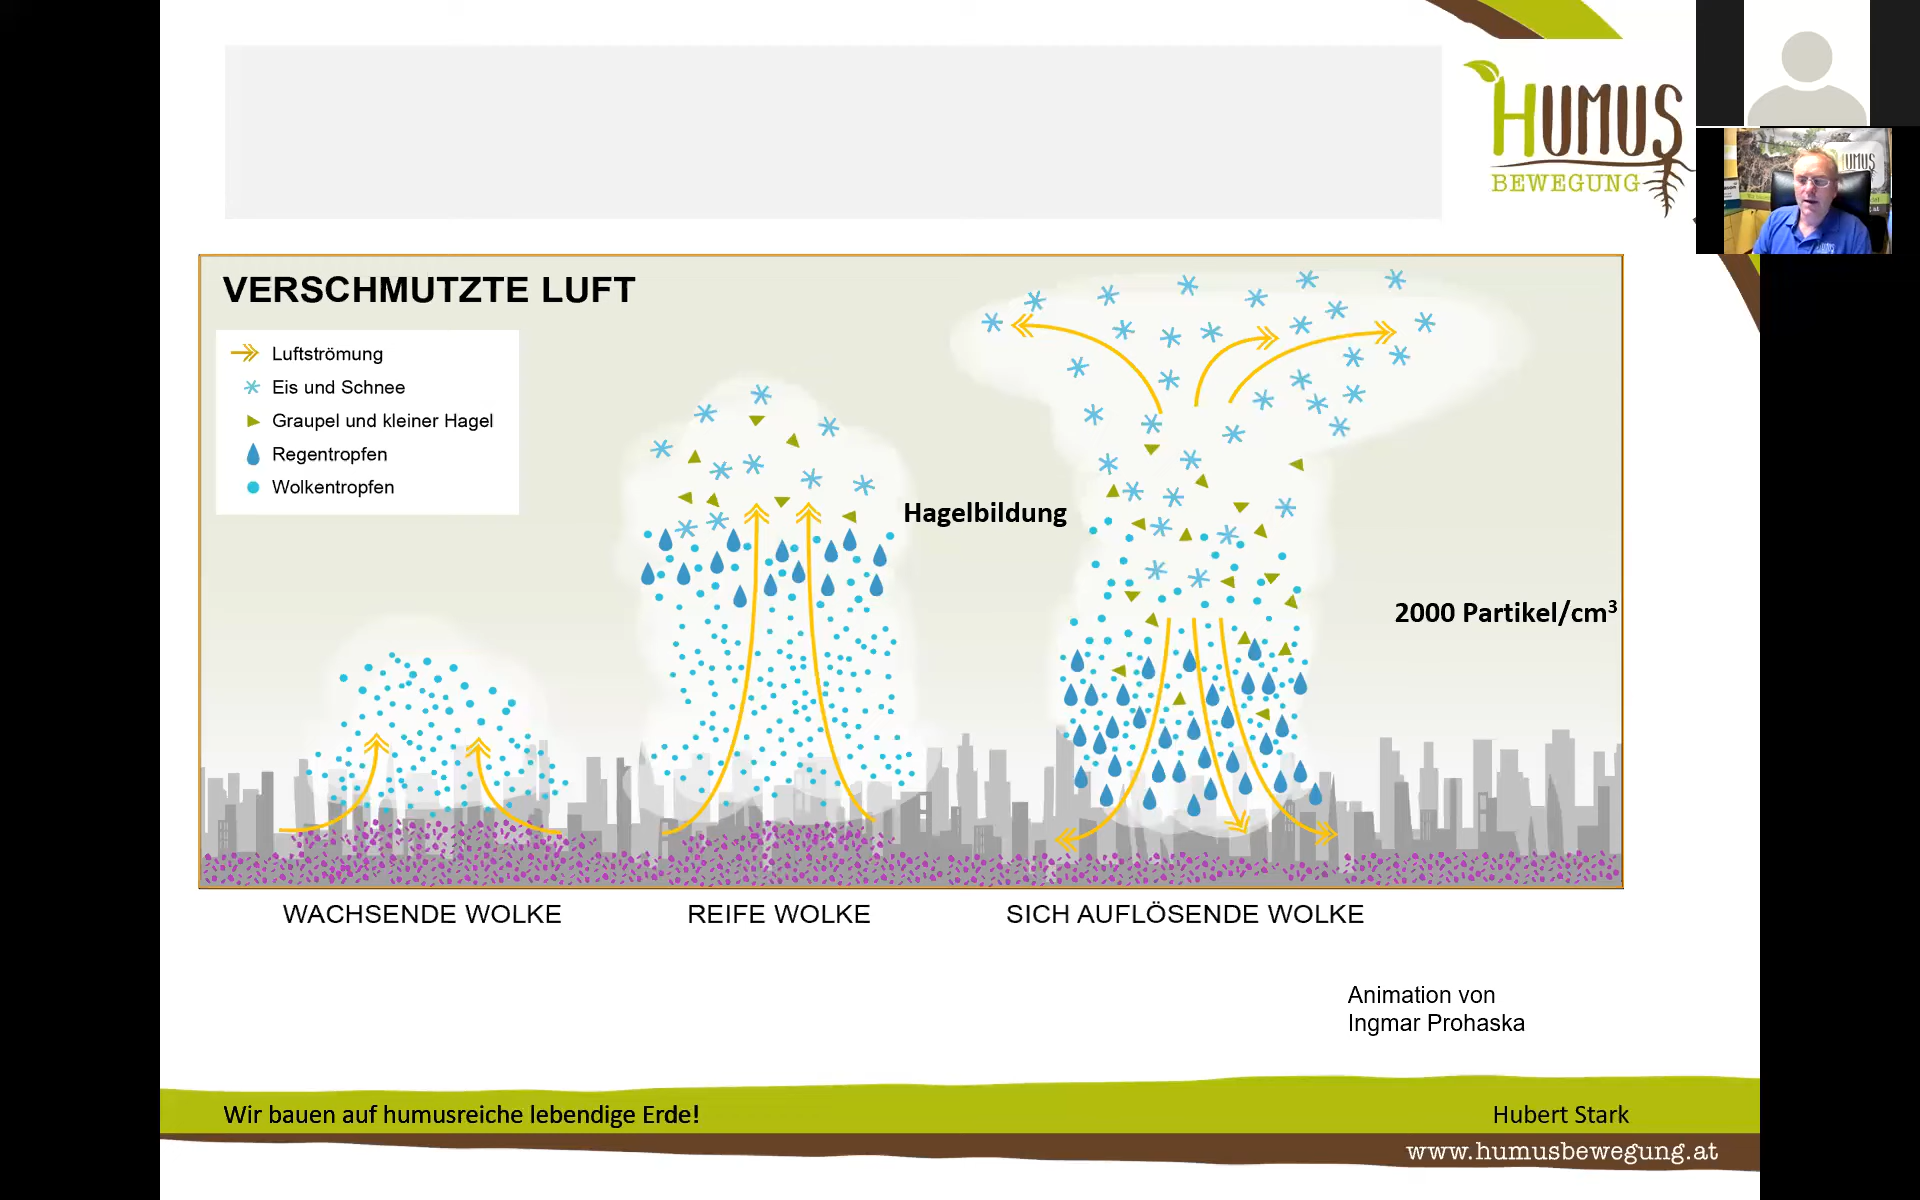 HUMUS
BEWEGUNG
HUMUS
VERSCHMUTZTE LUFT
Luftströmung
Eis und Schnee
Graupel und kleiner Hagel
Regentropfen
Wolkentropfen
Hagelbildung
2000 Partikel/cm³
WACHSENDE WOLKE
REIFE WOLKE
SICH AUFLÖSENDE WOLKE
Animation von
Ingmar Prohaska
Wir bauen auf humusreiche lebendige Erde!
Hubert Stark
www.humusbewegung.at